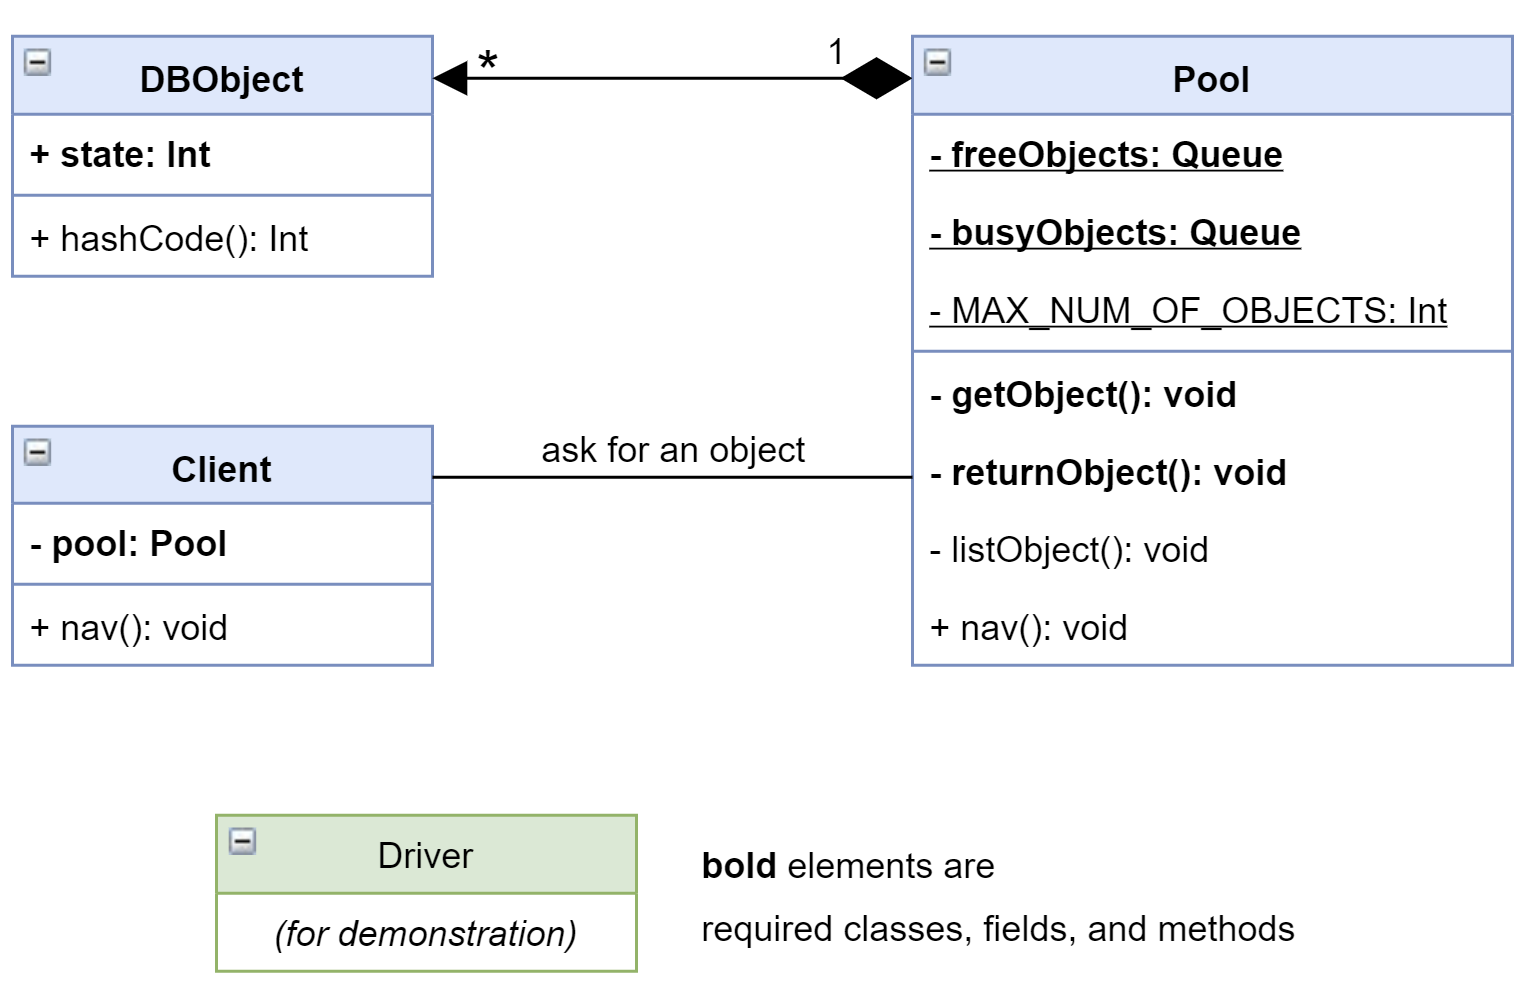 DBObject
+ state: Int
+ hashCode(): Int
*
1
Pool
- freeObjects: Queue
- busyObjects: Queue
- MAX_NUM_OF_OBJECTS: Int
- getObject(): void
- returnObject(): void
- listObject(): void
+ nav(): void
ask for an object
Client
- pool: Pool
+ nav(): void
Driver
(for demonstration)
bold elements are
required classes, fields, and methods